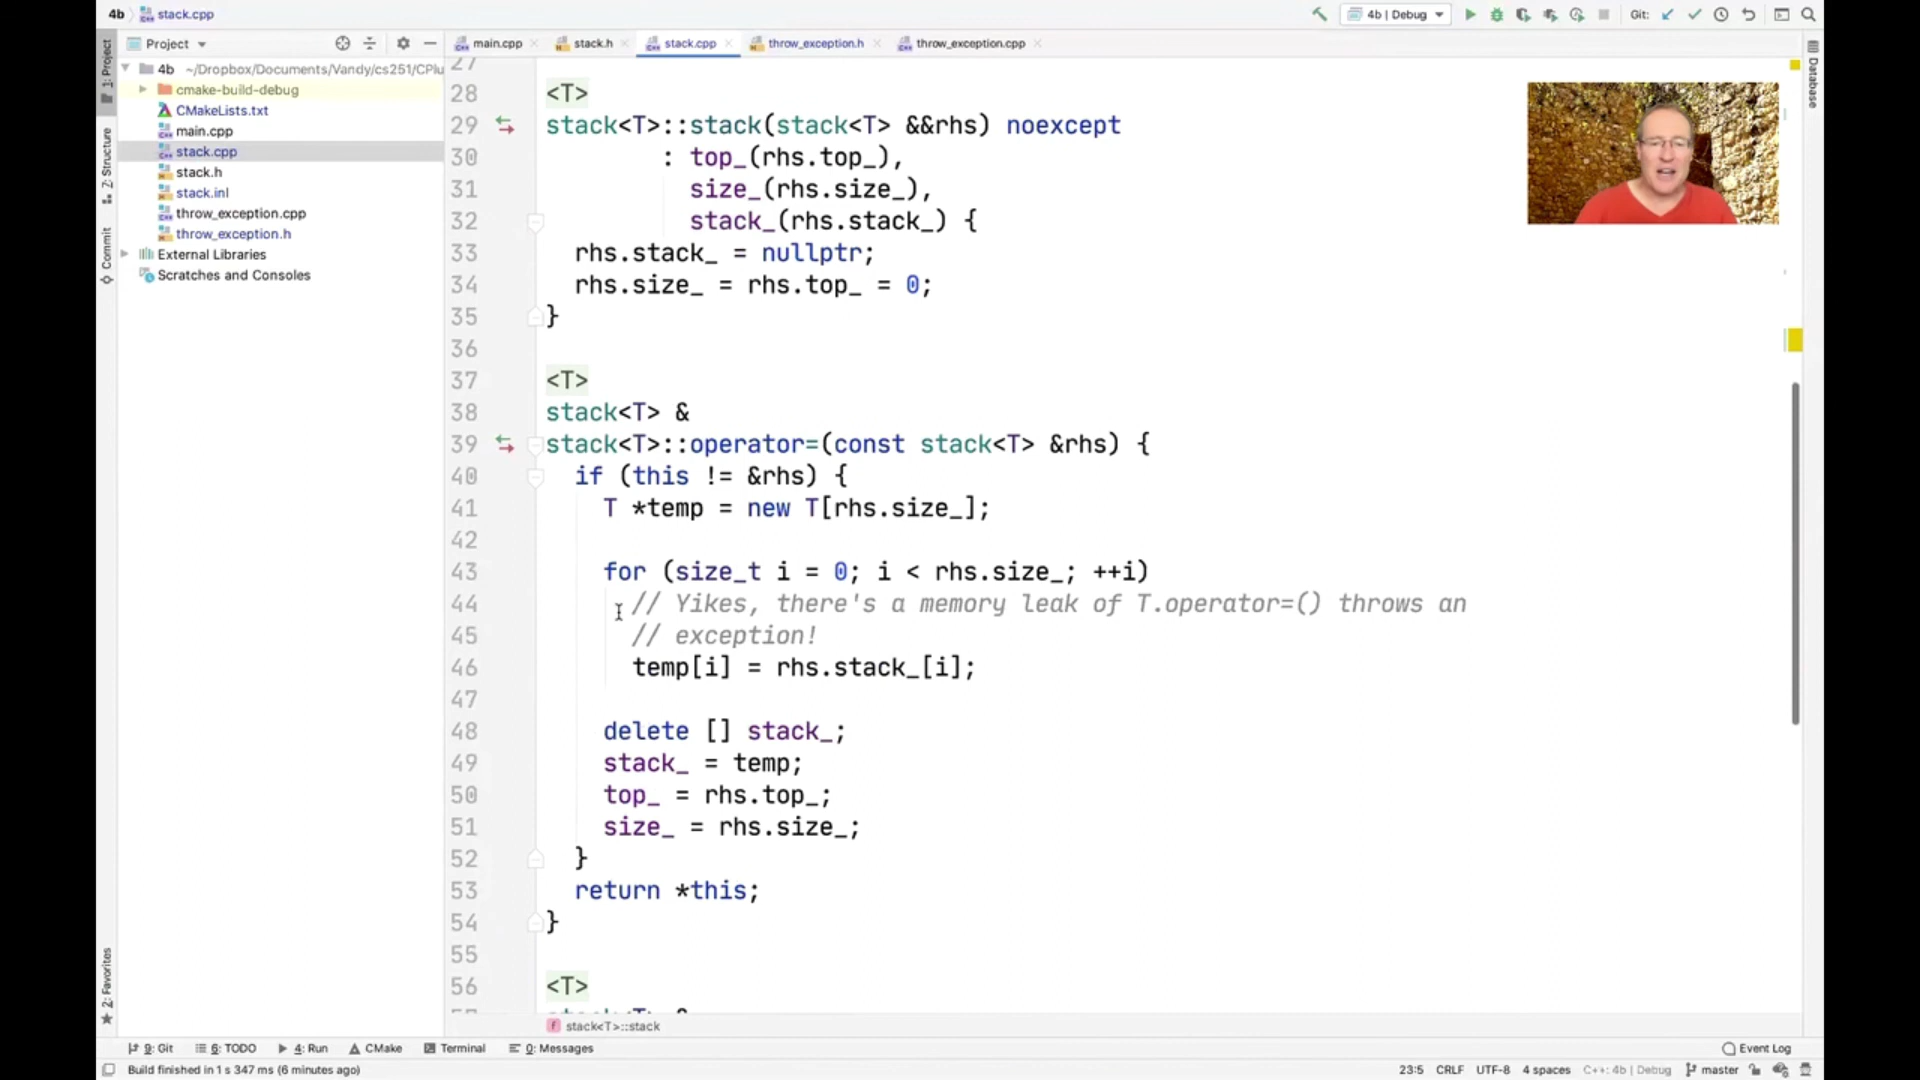 4b stack.cpp
4b | Debug
Git:
Project
main.cpp
stack.h
stack.cpp
throw_exception.h
throw_exception.cpp
1: Project
Z: Structure
Commit
2: Favorites
Database
4b ~/Dropbox/Documents/Vandy/cs251/CPlu
cmake-build-debug
CMakeLists.txt
main.cpp
stack.cpp
stack.h
stack.inl
throw_exception.cpp
throw_exception.h
External Libraries
Scratches and Consoles
27
28 <T>
29 stack<T>::stack(stack<T> &&rhs) noexcept
30 : top_(rhs.top_),
31 size_(rhs.size_),
32 stack_(rhs.stack_) {
33 rhs.stack_ = nullptr;
34 rhs.size_ = rhs.top_ = 0;
35 }
36
37 <T>
38 stack<T> &
39 stack<T>::operator=(const stack<T> &rhs) {
40 if (this != &rhs) {
41 T *temp = new T[rhs.size_];
42
43 for (size_t i = 0; i < rhs.size_; ++i)
44 // Yikes, there's a memory leak of T.operator=() throws an
45 // exception!
46 temp[i] = rhs.stack_[i];
47
48 delete [] stack_;
49 stack_ = temp;
50 top_ = rhs.top_;
51 size_ = rhs.size_;
52 }
53 return *this;
54 }
55
56 <T>
stack<T>::stack
9: Git
6: TODO
4: Run
CMake
Terminal
0: Messages
Event Log
Build finished in 1 s 347 ms (6 minutes ago)
23:5 CRLF UTF-8 4 spaces C++: 4b | Debug master